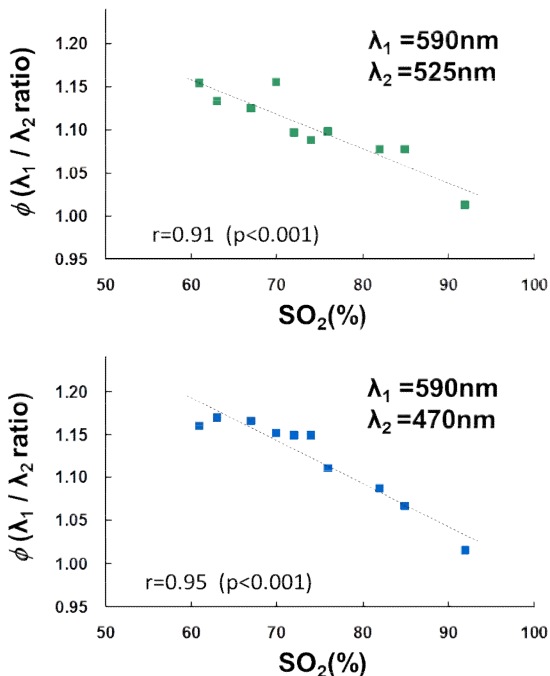 λ1 =590nm
λ2 =525nm
ϕ (λ1 / λ2 ratio)
1.20
1.15
1.10
1.05
1.00
0.95
r=0.91 (p<0.001)
50 60 70 80 90 100
SO2(%)
λ1 =590nm
λ2 =470nm
ϕ (λ1 / λ2 ratio)
1.20
1.15
1.10
1.05
1.00
0.95
r=0.95 (p<0.001)
50 60 70 80 90 100
SO2(%)